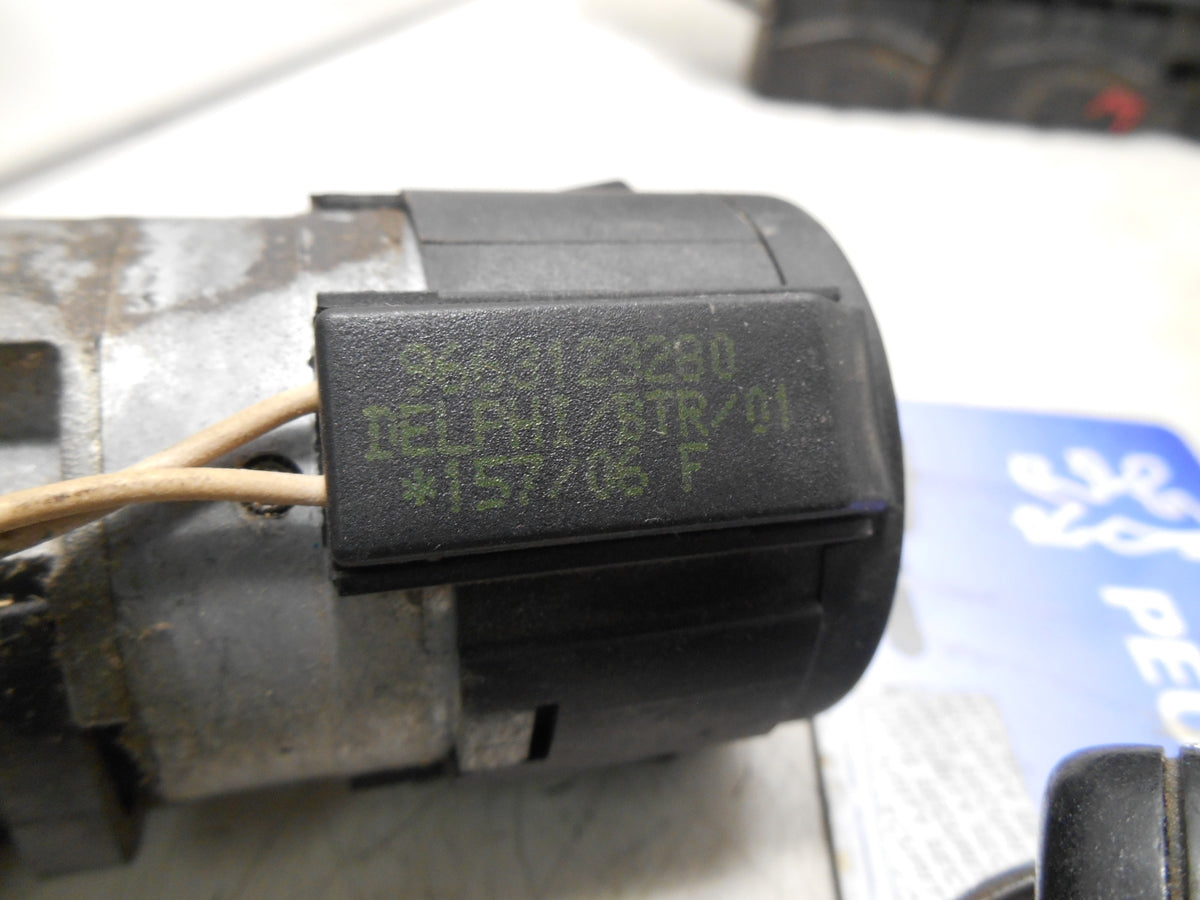 9663123280
DELPHI/BTR/01
*157/06 F
PEU